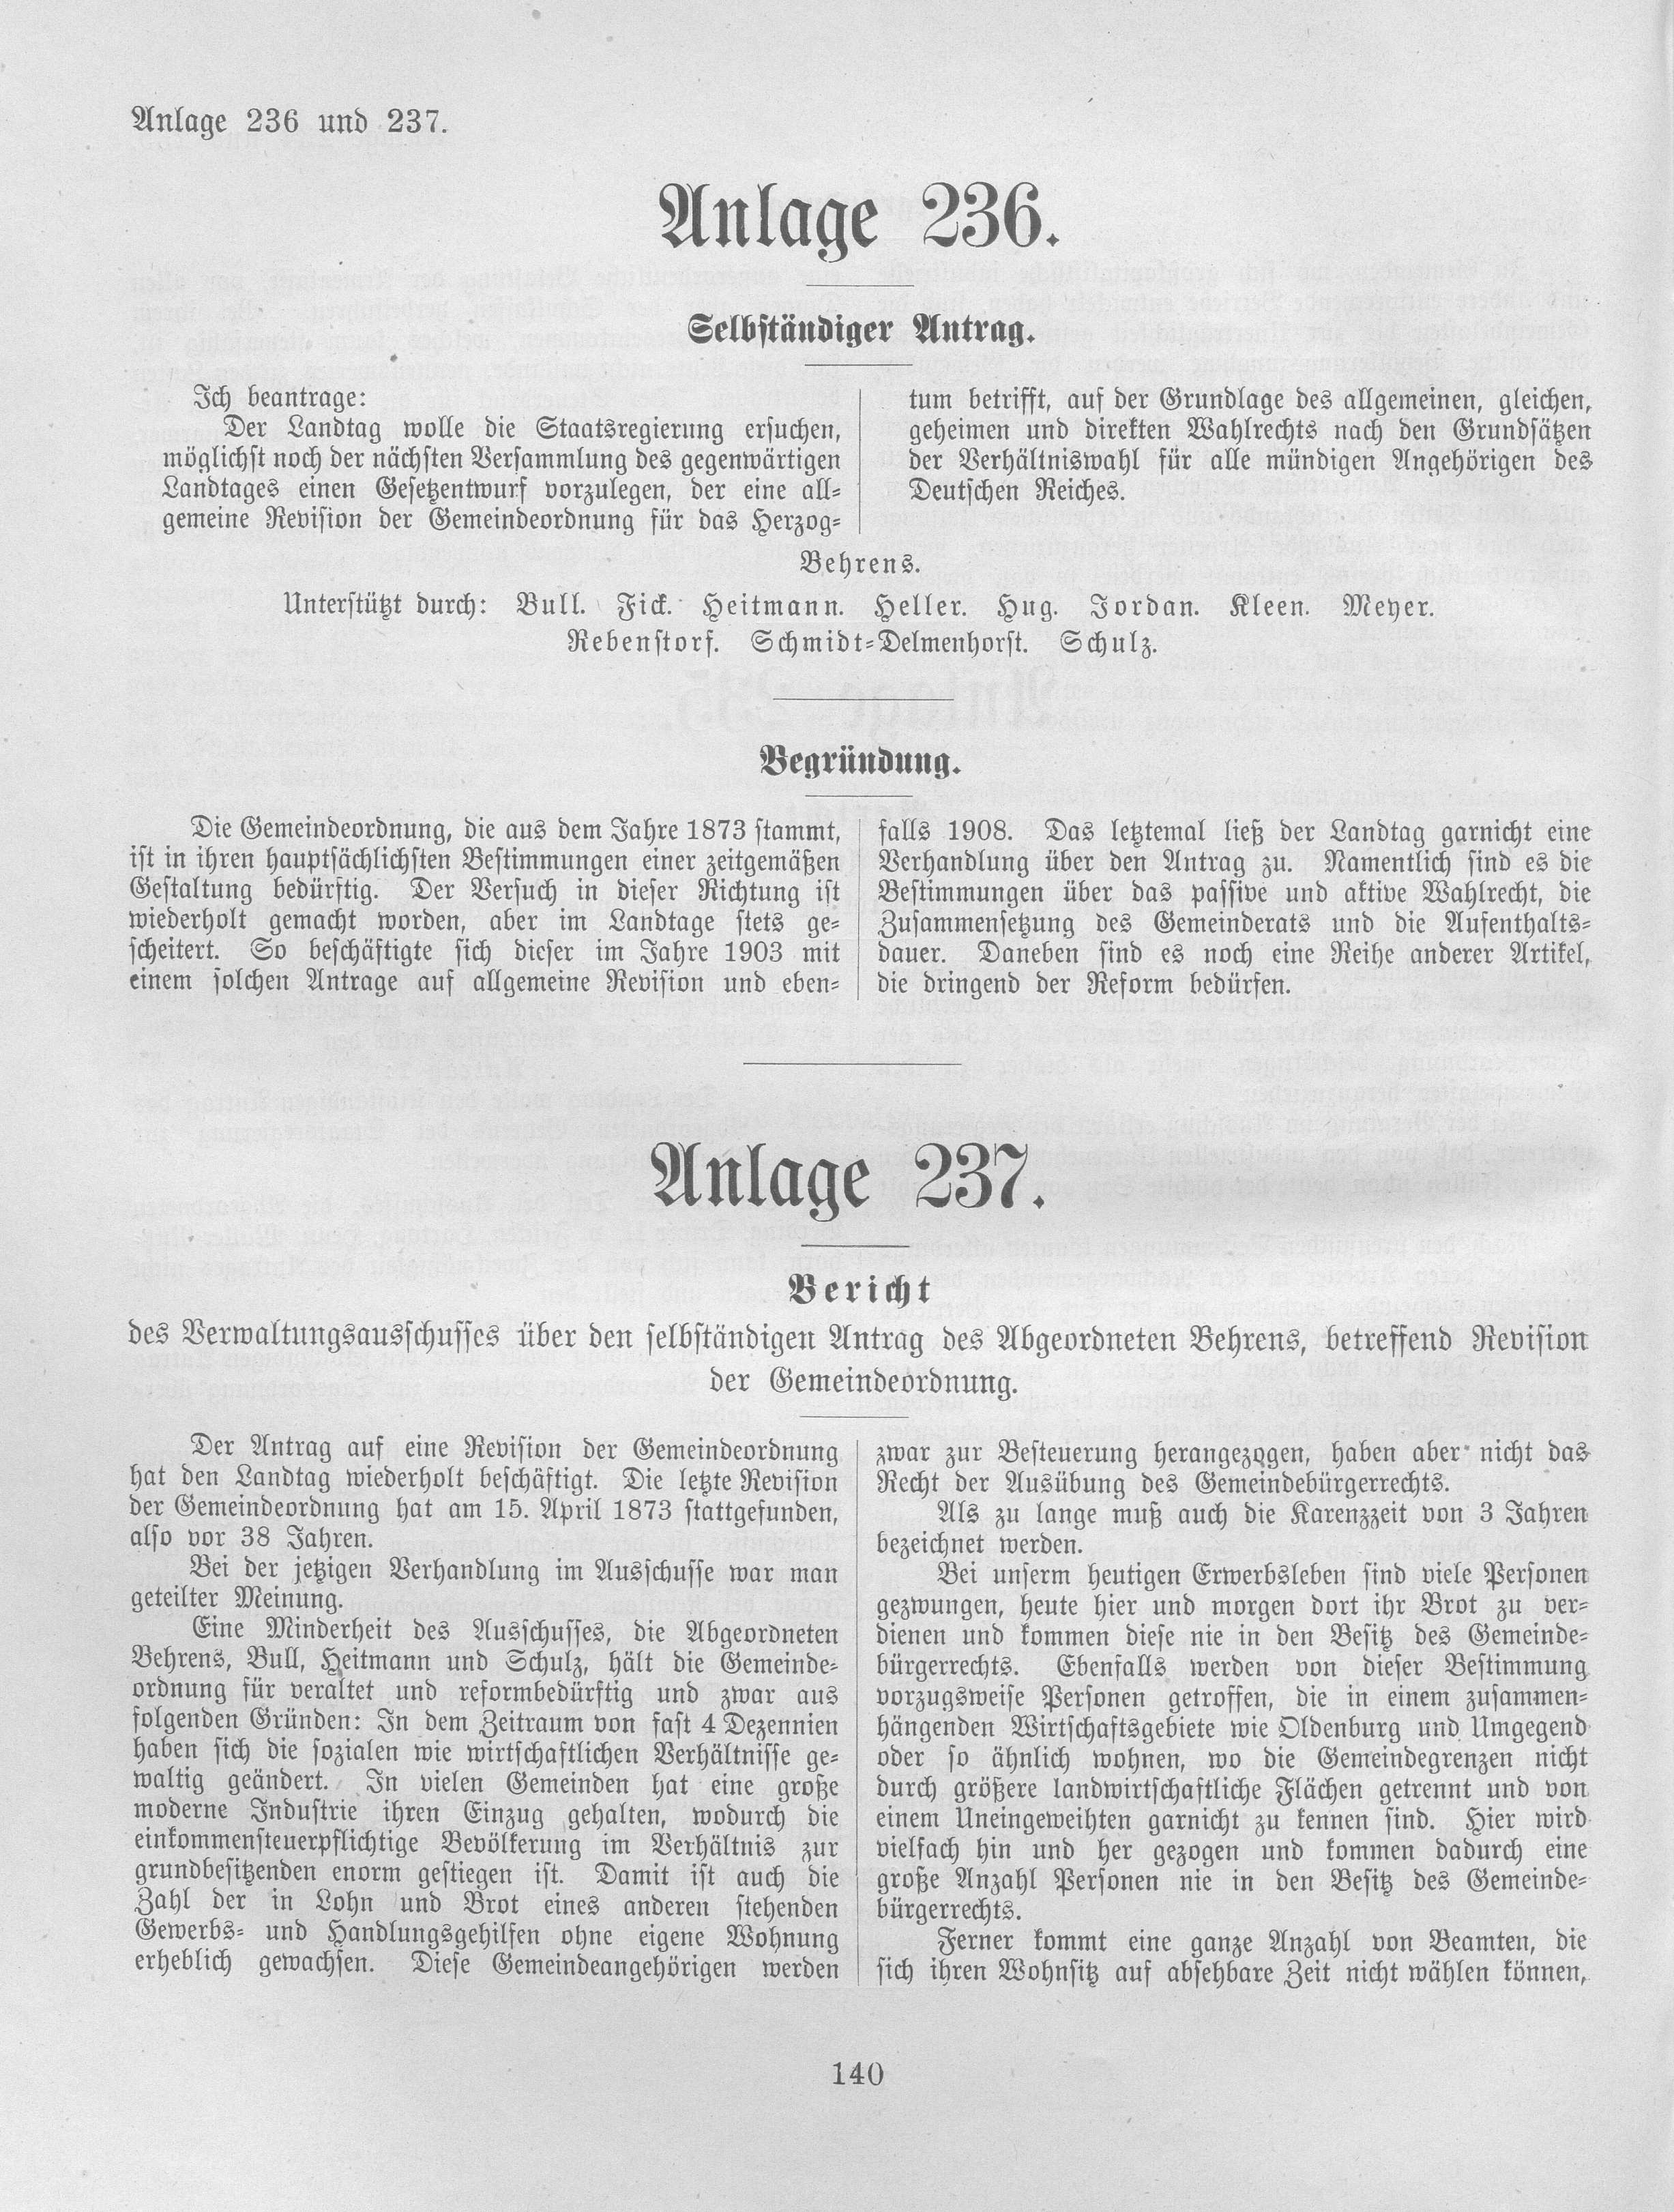 Anlage 236 und 237.
Anlage 236.
Selbständiger Antrag.
Ich beantrage:
Der Landtag wolle die Staatsregierung ersuchen,
möglichst noch der nächsten Versammlung des gegenwärtigen
Landtages einen Gesetzentwurf vorzulegen, der eine all-
gemeine Revision der Gemeindeordnung für das Herzog-
tum betrifft, auf der Grundlage des allgemeinen, gleichen,
geheimen und direkten Wahlrechts nach den Grundsätzen
der Verhältniswahl für alle mündigen Angehörigen des
Deutschen Reiches.
Behrens.
Unterstützt durch: Bull. Fick. Heitmann. Heller. Hug. Jordan. Kleen. Meyer.
Rebenstorf. Schmidt-Delmenhorst. Schulz.
Begründung.
Die Gemeindeordnung, die aus dem Jahre 1873 stammt,
ist in ihren hauptsächlichsten Bestimmungen einer zeitgemäßen
Gestaltung bedürftig. Der Versuch in dieser Richtung ist
wiederholt gemacht worden, aber im Landtage stets ge-
scheitert. So beschäftigte sich dieser im Jahre 1903 mit
einem solchen Antrage auf allgemeine Revision und eben-
falls 1908. Das letztemal ließ der Landtag garnicht eine
Verhandlung über den Antrag zu. Namentlich sind es die
Bestimmungen über das passive und aktive Wahlrecht, die
Zusammensetzung des Gemeinderats und die Aufenthalts-
dauer. Daneben sind es noch eine Reihe anderer Artikel,
die dringend der Reform bedürfen.
Anlage 237.
Bericht
des Verwaltungsausschusses über den selbständigen Antrag des Abgeordneten Behrens, betreffend Revision
der Gemeindeordnung.
Der Antrag auf eine Revision der Gemeindeordnung
hat den Landtag wiederholt beschäftigt. Die letzte Revision
der Gemeindeordnung hat am 15. April 1873 stattgefunden,
also vor 38 Jahren.
Bei der jetzigen Verhandlung im Ausschusse war man
geteilter Meinung.
Eine Minderheit des Ausschusses, die Abgeordneten
Behrens, Bull, Heitmann und Schulz, hält die Gemeinde-
ordnung für veraltet und reformbedürftig und zwar aus
folgenden Gründen: In dem Zeitraum von fast 4 Dezennien
haben sich die sozialen wie wirtschaftlichen Verhältnisse ge-
waltig geändert. In vielen Gemeinden hat eine große
moderne Industrie ihren Einzug gehalten, wodurch die
einkommensteuerpflichtige Bevölkerung im Verhältnis zur
grundbesitzenden enorm gestiegen ist. Damit ist auch die
Zahl der in Lohn und Brot eines anderen stehenden
Gewerbs- und Handlungsgehilfen ohne eigene Wohnung
erheblich gewachsen. Diese Gemeindeangehörigen werden
zwar zur Besteuerung herangezogen, haben aber nicht das
Recht der Ausübung des Gemeindebürgerrechts.
Als zu lange muß auch die Karenzzeit von 3 Jahren
bezeichnet werden.
Bei unserm heutigen Erwerbsleben sind viele Personen
gezwungen, heute hier und morgen dort ihr Brot zu ver-
dienen und kommen diese nie in den Besitz des Gemeinde-
bürgerrechts. Ebenfalls werden von dieser Bestimmung
vorzugsweise Personen getroffen, die in einem zusammen-
hängenden Wirtschaftsgebiete wie Oldenburg und Umgegend
oder so ähnlich wohnen, wo die Gemeindegrenzen nicht
durch größere landwirtschaftliche Flächen getrennt und von
einem Uneingeweihten garnicht zu kennen sind. Hier wird
vielfach hin und her gezogen und kommen dadurch eine
große Anzahl Personen nie in den Besitz des Gemeinde-
bürgerrechts.
Ferner kommt eine ganze Anzahl von Beamten, die
sich ihren Wohnsitz auf absehbare Zeit nicht wählen können,
140